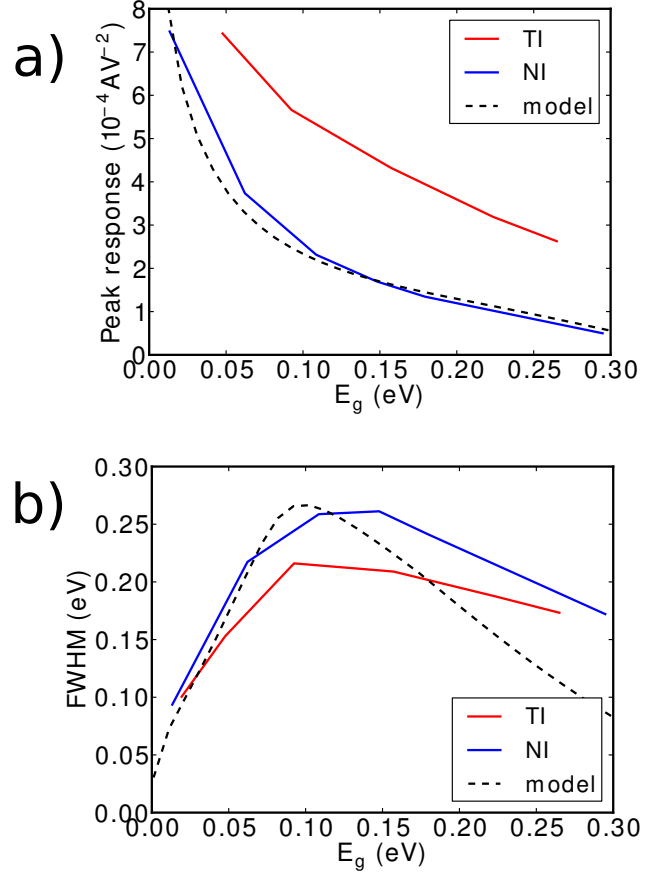 a)
Peak response (10⁻⁴ AV⁻²)
8
7
6
5
4
3
2
1
0
0.00 0.05 0.10 0.15 0.20 0.25 0.30
E_g (eV)
TI
NI
model
b)
FWHM (eV)
0.30
0.25
0.20
0.15
0.10
0.05
0.00
0.00 0.05 0.10 0.15 0.20 0.25 0.30
E_g (eV)
TI
NI
model